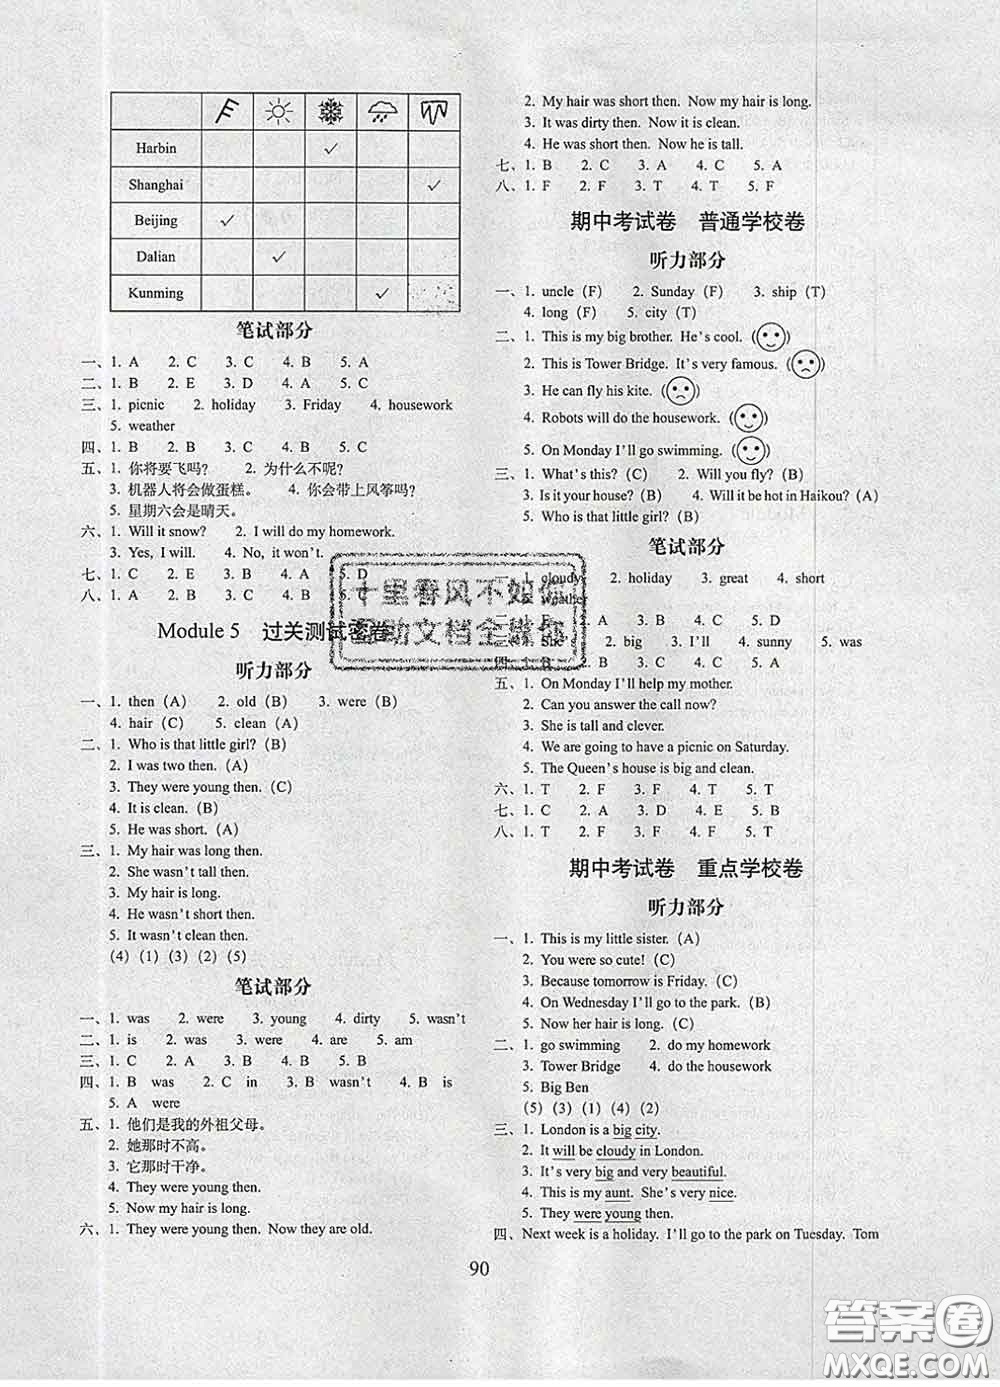 Harbin ✓
Shanghai ✓
Beijing ✓
Dalian ✓
Kunming ✓
笔试部分
一、1. A 2. C 3. C 4. B 5. A
二、1. B 2. E 3. D 4. A 5. C
三、1. picnic 2. holiday 3. Friday 4. housework
5. weather
四、1. B 2. B 3. C 4. B 5. C
五、1. 你将要飞吗? 2. 为什么不呢?
3. 机器人将会做蛋糕。 4. 你会带上风筝吗?
5. 星期六会是晴天。
六、1. Will it snow? 2. I will do my homework.
3. Yes, I will. 4. No, it won't.
七、1. C 2. E 3. B 4. A 5. D
八、1. A 2. C 3. C
Module 5 过关测试密卷
听力部分
一、1. then (A) 2. old (B) 3. were (B)
4. hair (C) 5. clean (A)
二、1. Who is that little girl? (B)
2. I was two then. (A)
3. They were young then. (C)
4. It is clean. (B)
5. He was short. (A)
三、1. My hair was long then.
2. She wasn't tall then.
3. My hair is long.
4. He wasn't short then.
5. It wasn't clean then.
(4) (1) (3) (2) (5)
笔试部分
一、1. was 2. were 3. young 4. dirty 5. wasn't
二、1. is 2. was 3. were 4. are 5. am
三、1. C 2. A 3. B 4. B 5. B
四、1. B was 2. C in 3. B wasn't 4. B is
5. A were
五、1. 他们是我的外祖父母。
2. 她那时不高。
3. 它那时干净。
4. They were young then.
5. Now my hair is long.
六、1. They were young then. Now they are old.
2. My hair was short then. Now my hair is long.
3. It was dirty then. Now it is clean.
4. He was short then. Now he is tall.
七、1. B 2. C 3. A 4. C 5. A
八、1. F 2. F 3. T 4. T 5. F
期中考试卷 普通学校卷
听力部分
一、1. uncle (F) 2. Sunday (F) 3. ship (T)
4. long (F) 5. city (T)
二、1. This is my big brother. He's cool. ( )
2. This is Tower Bridge. It's very famous. ( )
3. He can fly his kite. ( )
4. Robots will do the housework. ( )
5. On Monday I'll go swimming. ( )
三、1. What's this? (C) 2. Will you fly? (B)
3. Is it your house? (B) 4. Will it be hot in Haikou? (A)
5. Who is that little girl? (B)
笔试部分
1. cloudy 2. holiday 3. great 4. short
weather
A 3. B 4. C 5. D
2. big 3. I'll 4. sunny 5. was
B 2. B 3. C 4. A 5. C
五、1. On Monday I'll help my mother.
2. Can you answer the call now?
3. She is tall and clever.
4. We are going to have a picnic on Saturday.
5. The Queen's house is big and clean.
六、1. T 2. F 3. F 4. T 5. T
七、1. C 2. A 3. D 4. E 5. B
八、1. T 2. F 3. F 4. F 5. T
期中考试卷 重点学校卷
听力部分
一、1. This is my little sister. (A)
2. You were so cute! (C)
3. Because tomorrow is Friday. (C)
4. On Wednesday I'll go to the park. (B)
5. Now her hair is long. (C)
二、1. go swimming 2. do my homework
3. Tower Bridge 4. do the housework
5. Big Ben
(5) (3) (1) (4) (2)
三、1. London is a big city.
2. It will be cloudy in London.
3. It's very big and very beautiful.
4. This is my aunt. She's very nice.
5. They were young then.
四、Next week is a holiday. I'll go to the park on Tuesday. Tom
90
十里春风不如你
文档全
答案圈
MXQE.COM